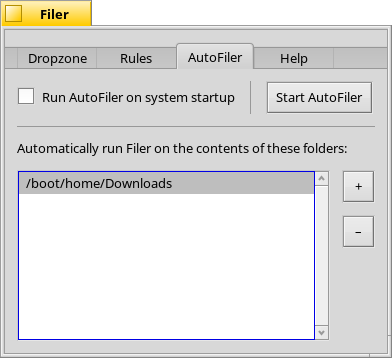 Filer
Dropzone Rules AutoFiler Help
Run AutoFiler on system startup Start AutoFiler
Automatically run Filer on the contents of these folders:
/boot/home/Downloads
+
–